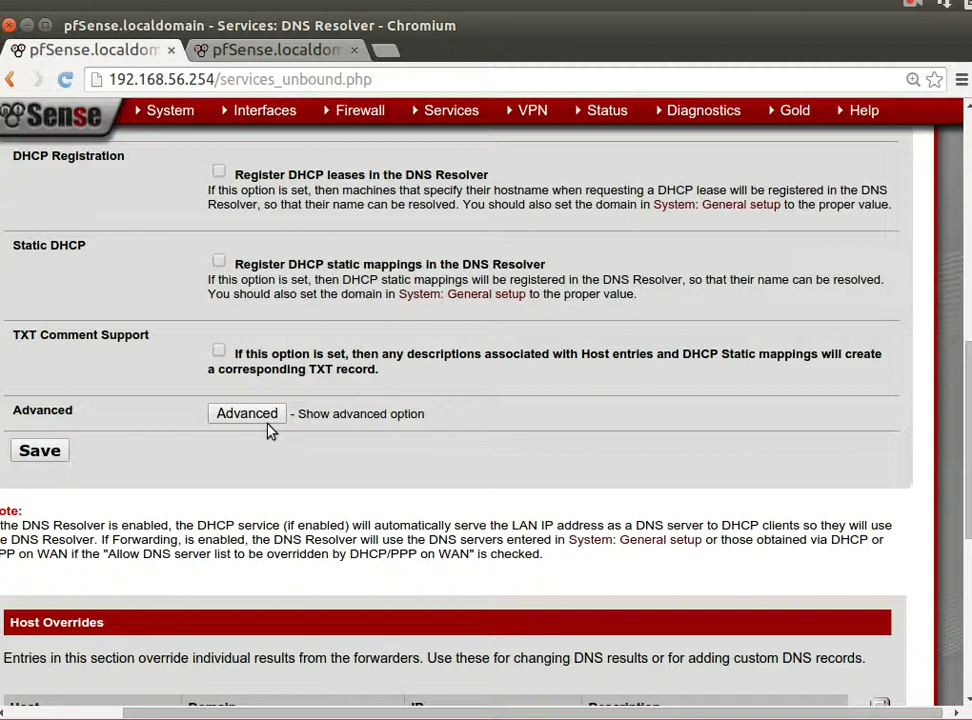 pfSense.localdomain - Services: DNS Resolver - Chromium
pfSense.localdom
pfSense.localdom
192.168.56.254/services_unbound.php
Sense
System
Interfaces
Firewall
Services
VPN
Status
Diagnostics
Gold
Help
DHCP Registration
Register DHCP leases in the DNS Resolver
If this option is set, then machines that specify their hostname when requesting a DHCP lease will be registered in the DNS
Resolver, so that their name can be resolved. You should also set the domain in System: General setup to the proper value.
Static DHCP
Register DHCP static mappings in the DNS Resolver
If this option is set, then DHCP static mappings will be registered in the DNS Resolver, so that their name can be resolved.
You should also set the domain in System: General setup to the proper value.
TXT Comment Support
If this option is set, then any descriptions associated with Host entries and DHCP Static mappings will create
a corresponding TXT record.
Advanced
Advanced - Show advanced option
Save
ote:
the DNS Resolver is enabled, the DHCP service (if enabled) will automatically serve the LAN IP address as a DNS server to DHCP clients so they will use
e DNS Resolver. If Forwarding, is enabled, the DNS Resolver will use the DNS servers entered in System: General setup or those obtained via DHCP or
PP on WAN if the "Allow DNS server list to be overridden by DHCP/PPP on WAN" is checked.
Host Overrides
Entries in this section override individual results from the forwarders. Use these for changing DNS results or for adding custom DNS records.
Host
Domain
IP
Description